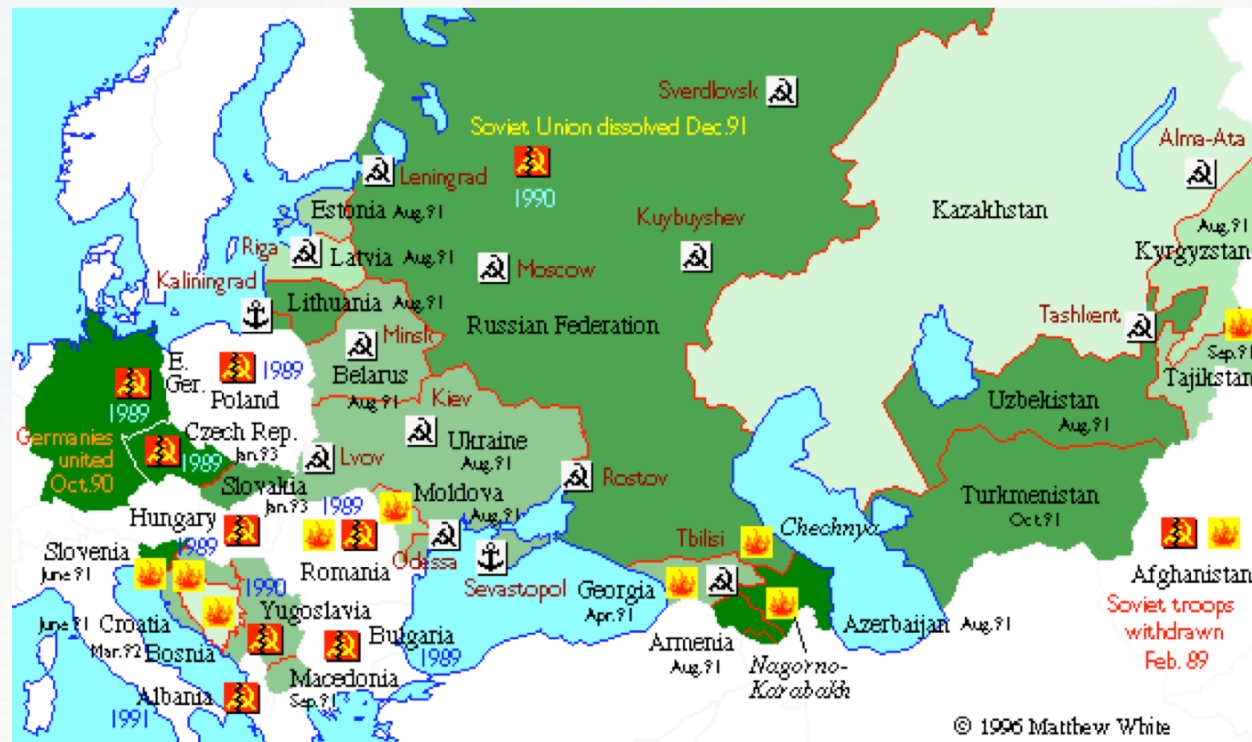 Sverdlovsk
Soviet Union dissolved Dec.91
Alma-Ata
Leningrad
1990
Estonia Aug.91
Kuybuyshev
Kazakhstan
Aug.91
Kyrgyzstan
Riga
Latvia Aug.91
Moscow
Kaliningrad
Lithuania Aug.91
Russian Federation
Tashkent
Minsk
Sep.91
Tajikstan
E.
Ger.
1989
Poland
Belarus
Aug.91
Uzbekistan
Aug.91
1989
Kiev
Germanies
united
Oct.90
Czech Rep.
Jan.93
1989
Lvov
Ukraine
Aug.91
Rostov
Slovakia
Jan.93
1989
Moldova
Aug.91
Turkmenistan
Oct.91
Hungary
1989
Chechnya
Tbilisi
Slovenia
June 91
Romania
Odessa
Sevastopol
Georgia
Apr.91
Afghanistan
Soviet troops
withdrawn
Feb. 89
1990
Yugoslavia
June 91
Croatia
Mar.92
Bosnia
Bulgaria
1989
Armenia
Aug.91
Azerbaijan Aug.91
Nagorno-
Karabakh
Macedonia
Sep.91
Albania
1991
© 1996 Matthew White